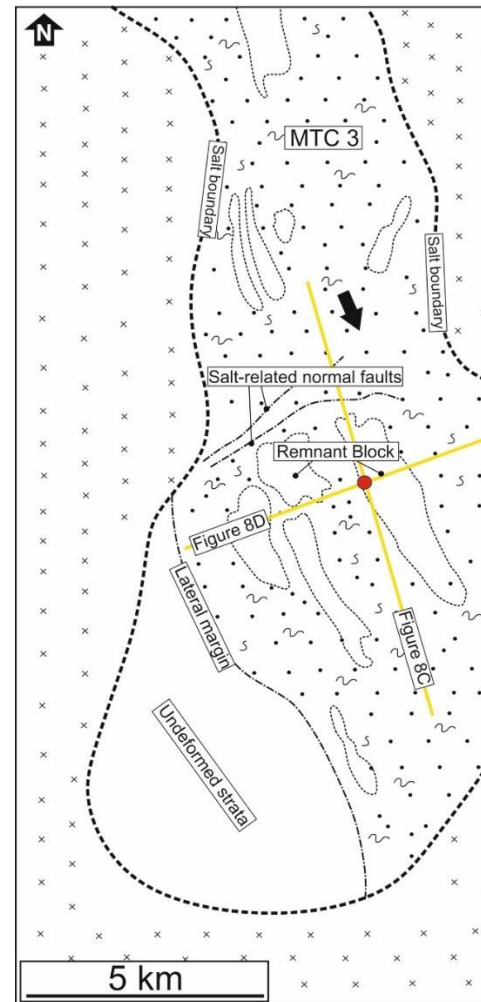 N
MTC 3
Salt boundary
Salt boundary
Salt-related normal faults
Remnant Block
Figure 8D
Lateral margin
Figure 8C
Undeformed strata
5 km